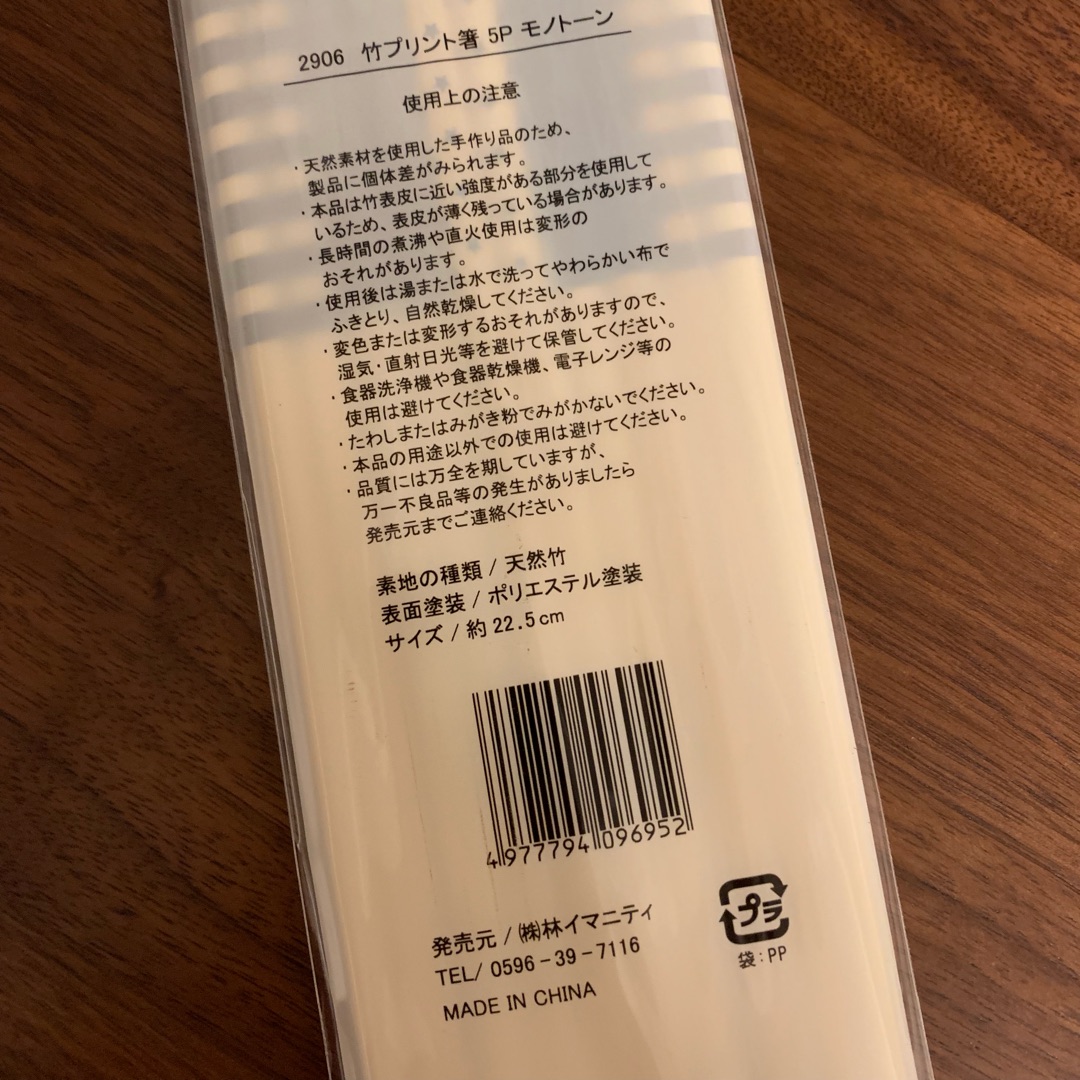 2906 竹プリント箸 5P モノトーン
使用上の注意
・天然素材を使用した手作り品のため、
製品に個体差がみられます。
・本品は竹表皮に近い強度がある部分を使用して
いるため、表皮が薄く残っている場合があります。
・長時間の煮沸や直火使用は変形の
おそれがあります。
・使用後は湯または水で洗ってやわらかい布で
ふきとり、自然乾燥してください。
・変色または変形するおそれがありますので、
湿気・直射日光等を避けて保管してください。
・食器洗浄機や食器乾燥機、電子レンジ等の
使用は避けてください。
・たわしまたはみがき粉でみがかないでください。
・本品の用途以外での使用は避けてください。
・品質には万全を期していますが、
万一不良品等の発生がありましたら
発売元までご連絡ください。
素地の種類 / 天然竹
表面塗装 / ポリエステル塗装
サイズ / 約 22.5cm
4977794096952
発売元 / ㈱林イマニティ
TEL/ 0596-39-7116
MADE IN CHINA
プラ
袋:PP